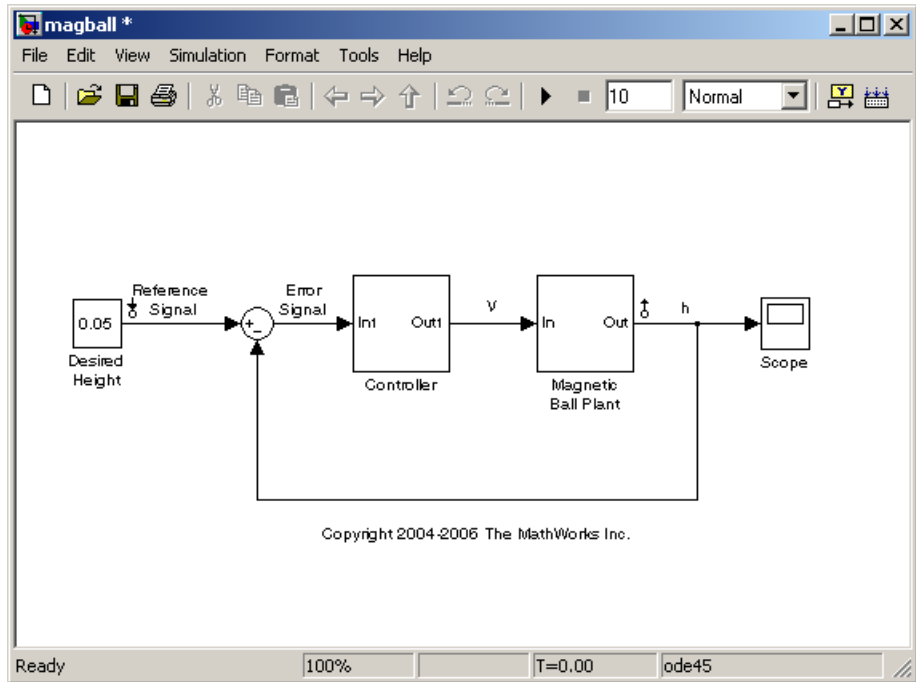 magball *
File Edit View Simulation Format Tools Help
10 Normal
Reference
Signal
Error
Signal
0.05
+
-
In1 Out1
V
In Out
h
Desired
Height
Controller
Magnetic
Ball Plant
Scope
Copyright 2004-2006 The MathWorks Inc.
Ready 100% T=0.00 ode45